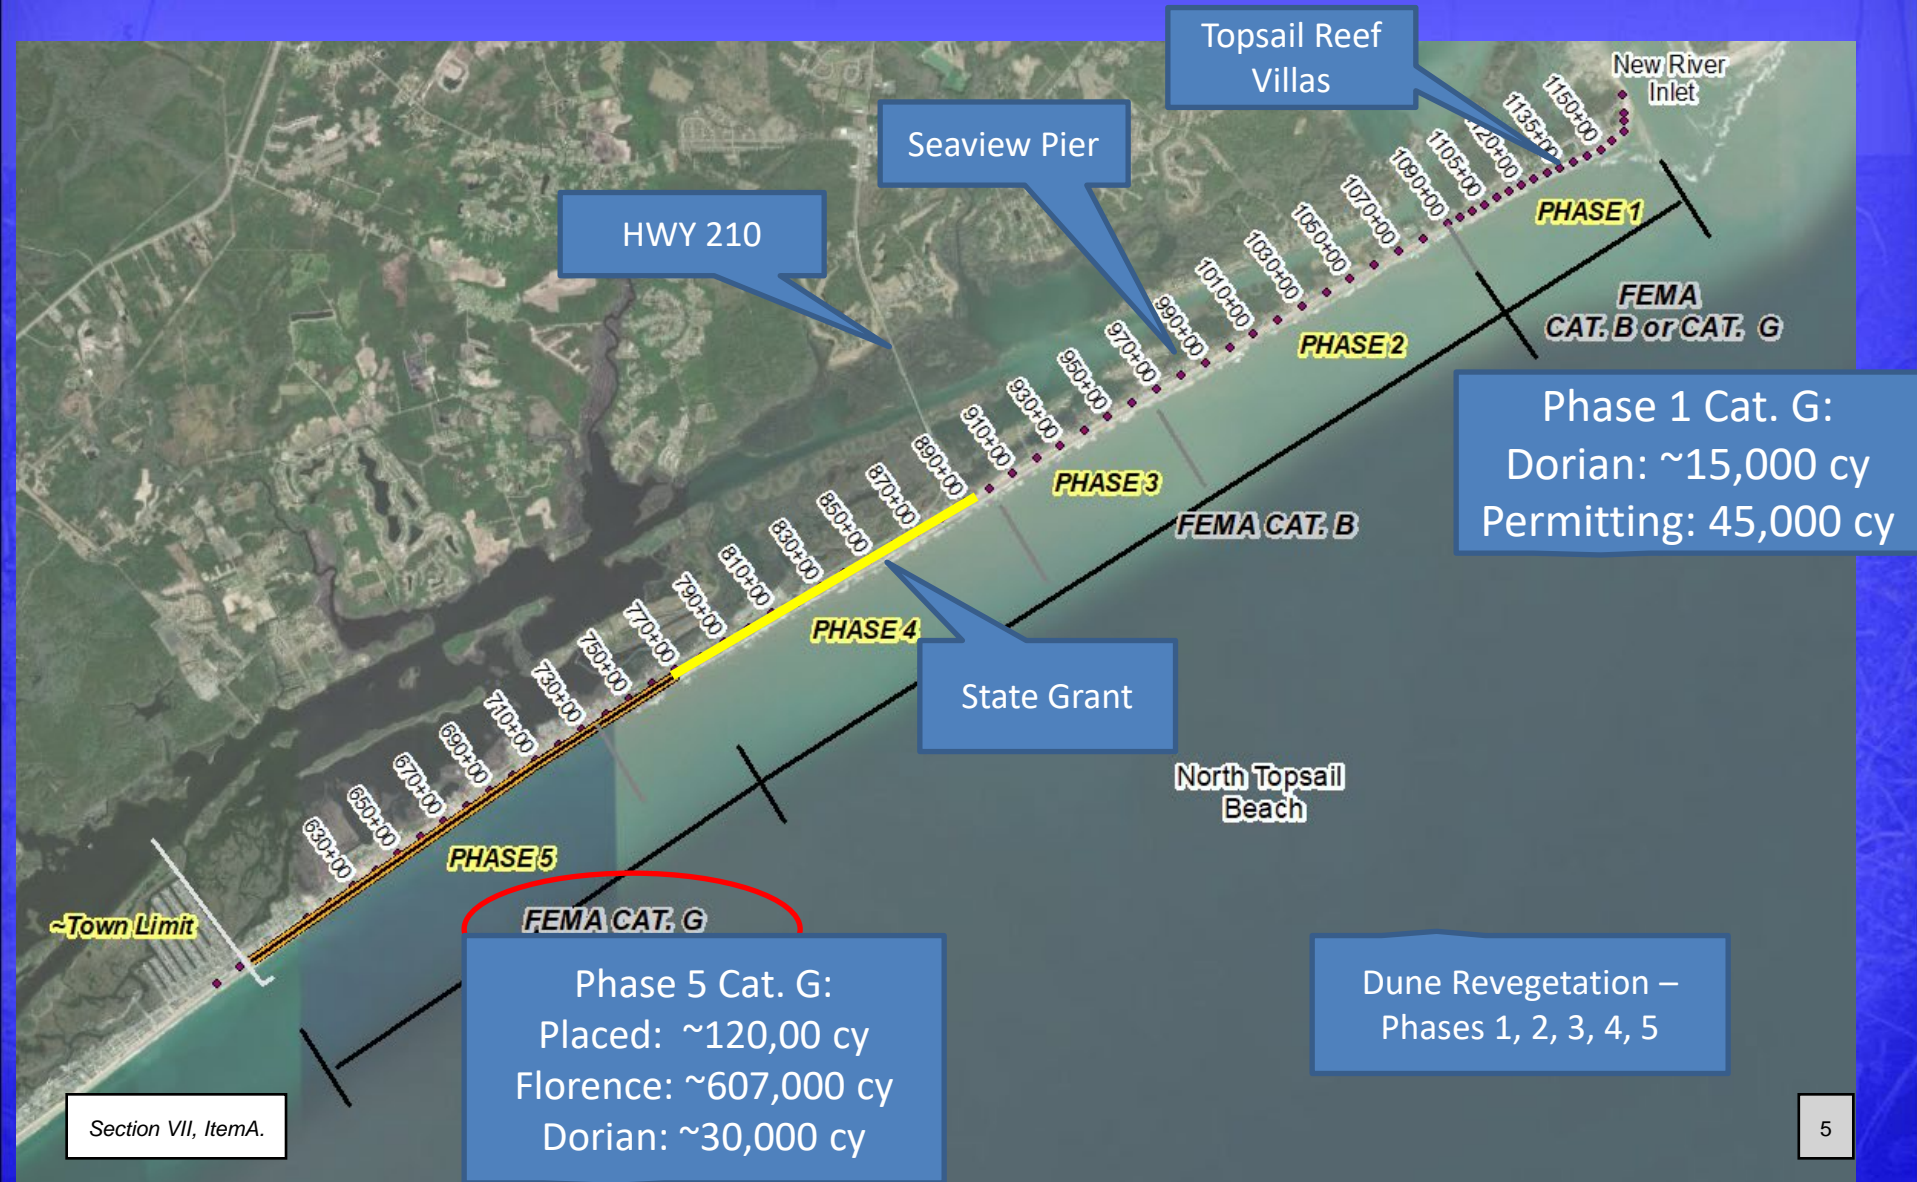 Topsail Reef
Villas
New River
Inlet
Seaview Pier
HWY 210
1150+00
1135+00
1105+00
1090+00
1070+00
1050+00
1030+00
1010+00
990+00
970+00
950+00
930+00
910+00
890+00
870+00
850+00
830+00
810+00
790+00
770+00
750+00
730+00
710+00
690+00
670+00
650+00
630+00
PHASE 1
FEMA
CAT. B or CAT. G
PHASE 2
Phase 1 Cat. G:
Dorian: ~15,000 cy
Permitting: 45,000 cy
PHASE 3
FEMA CAT. B
PHASE 4
State Grant
North Topsail
Beach
PHASE 5
~Town Limit
FEMA CAT. G
Phase 5 Cat. G:
Placed: ~120,00 cy
Florence: ~607,000 cy
Dorian: ~30,000 cy
Dune Revegetation –
Phases 1, 2, 3, 4, 5
Section VII, ItemA.
5